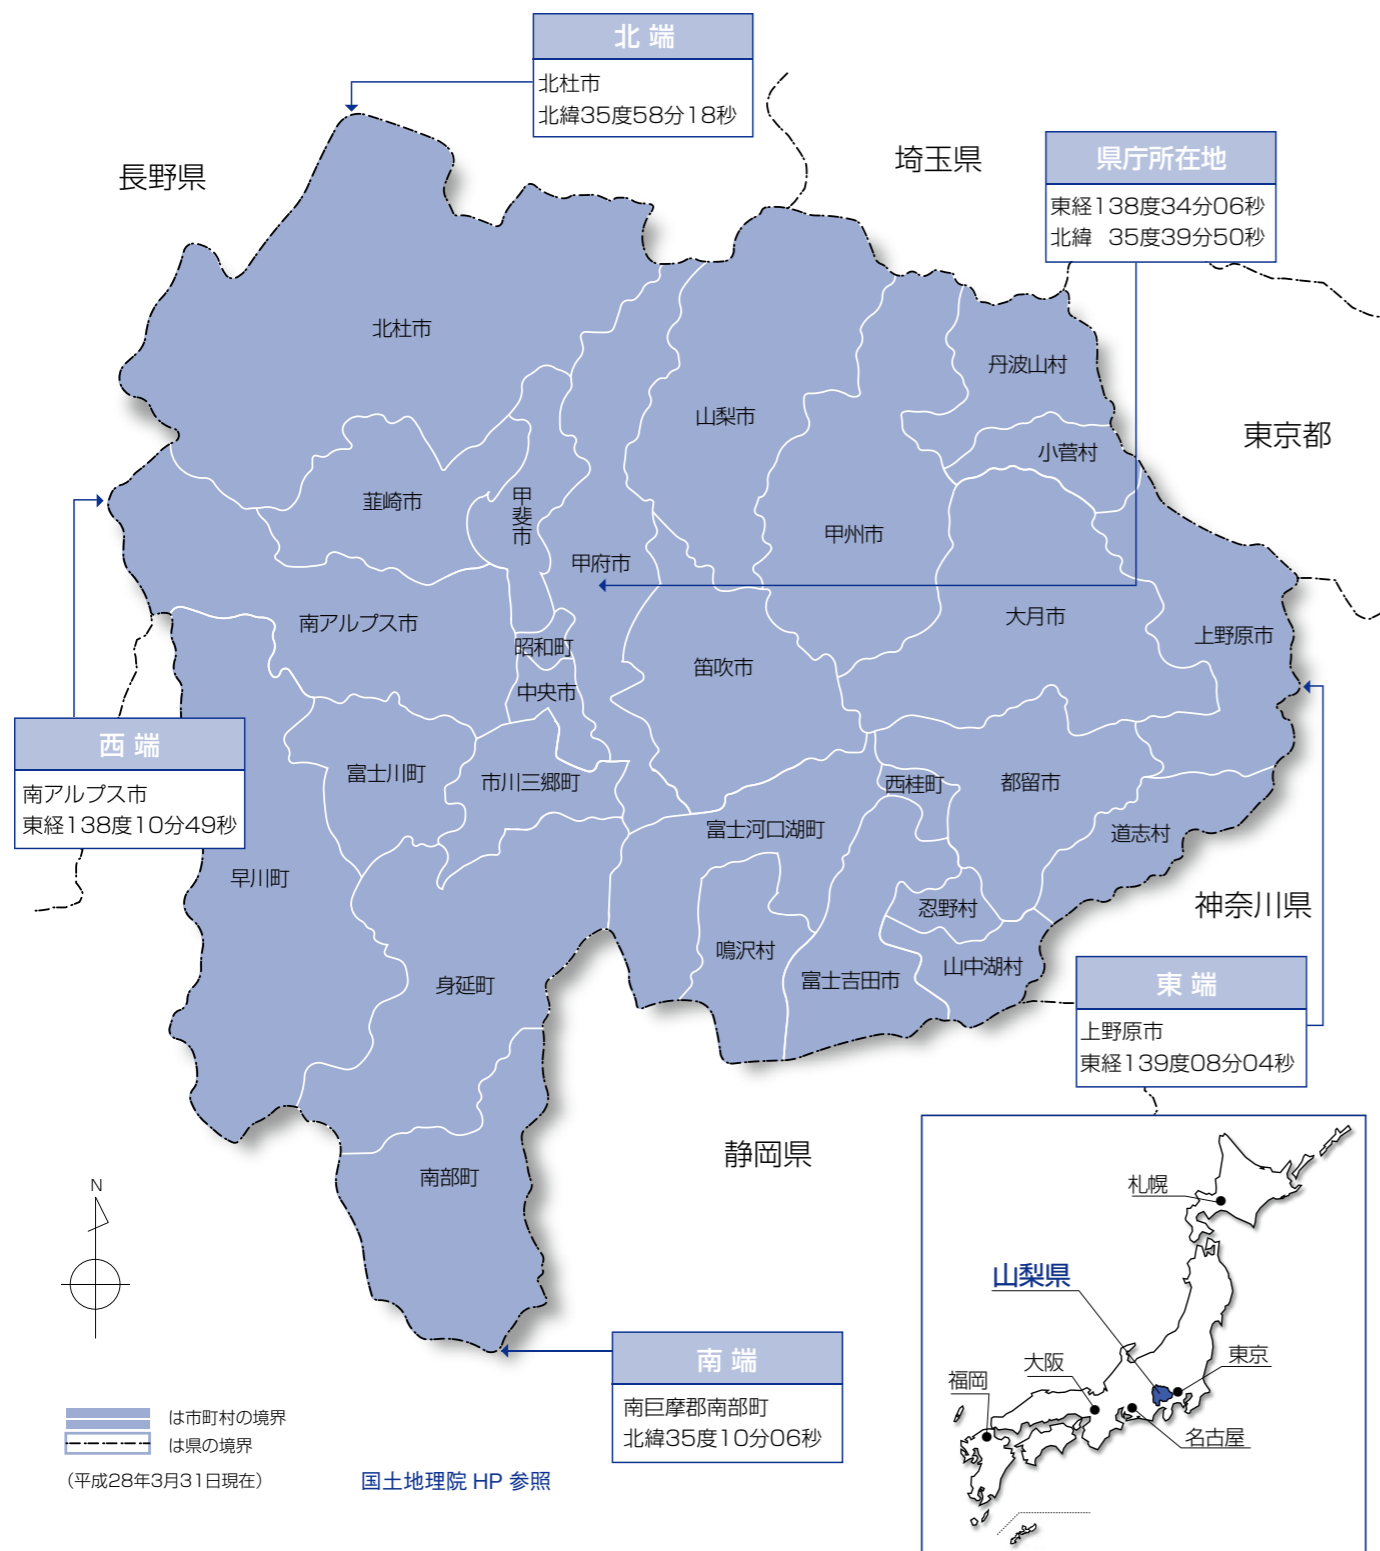 北端
北杜市
北緯35度58分18秒
長野県
埼玉県
県庁所在地
東経138度34分06秒
北緯 35度39分50秒
北杜市
丹波山村
山梨市
東京都
小菅村
韮崎市
甲斐市
甲州市
甲府市
南アルプス市
大月市
上野原市
昭和町
笛吹市
中央市
西端
南アルプス市
東経138度10分49秒
富士川町
市川三郷町
西桂町
都留市
富士河口湖町
道志村
早川町
忍野村
神奈川県
鳴沢村
山中湖村
身延町
富士吉田市
東端
上野原市
東経139度08分04秒
静岡県
南部町
N
札幌
山梨県
東京
大阪
福岡
名古屋
南端
南巨摩郡南部町
北緯35度10分06秒
は市町村の境界
は県の境界
(平成28年3月31日現在)
国土地理院 HP 参照